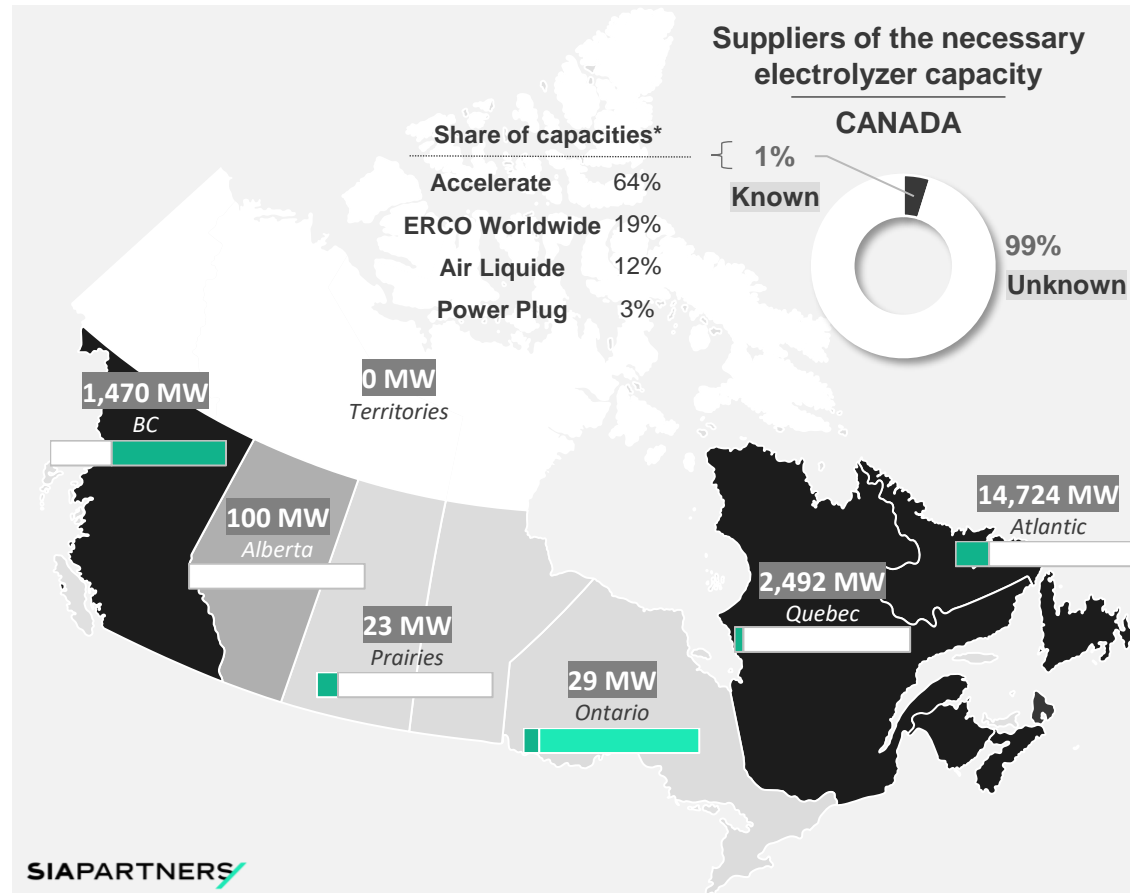 Suppliers of the necessary
electrolyzer capacity
CANADA
Share of capacities*
1%
Known
Accelerate 64%
ERCO Worldwide 19%
Air Liquide 12%
Power Plug 3%
99%
Unknown
0 MW
Territories
1,470 MW
BC
100 MW
Alberta
14,724 MW
Atlantic
2,492 MW
Quebec
23 MW
Prairies
29 MW
Ontario
SIAPARTNERS